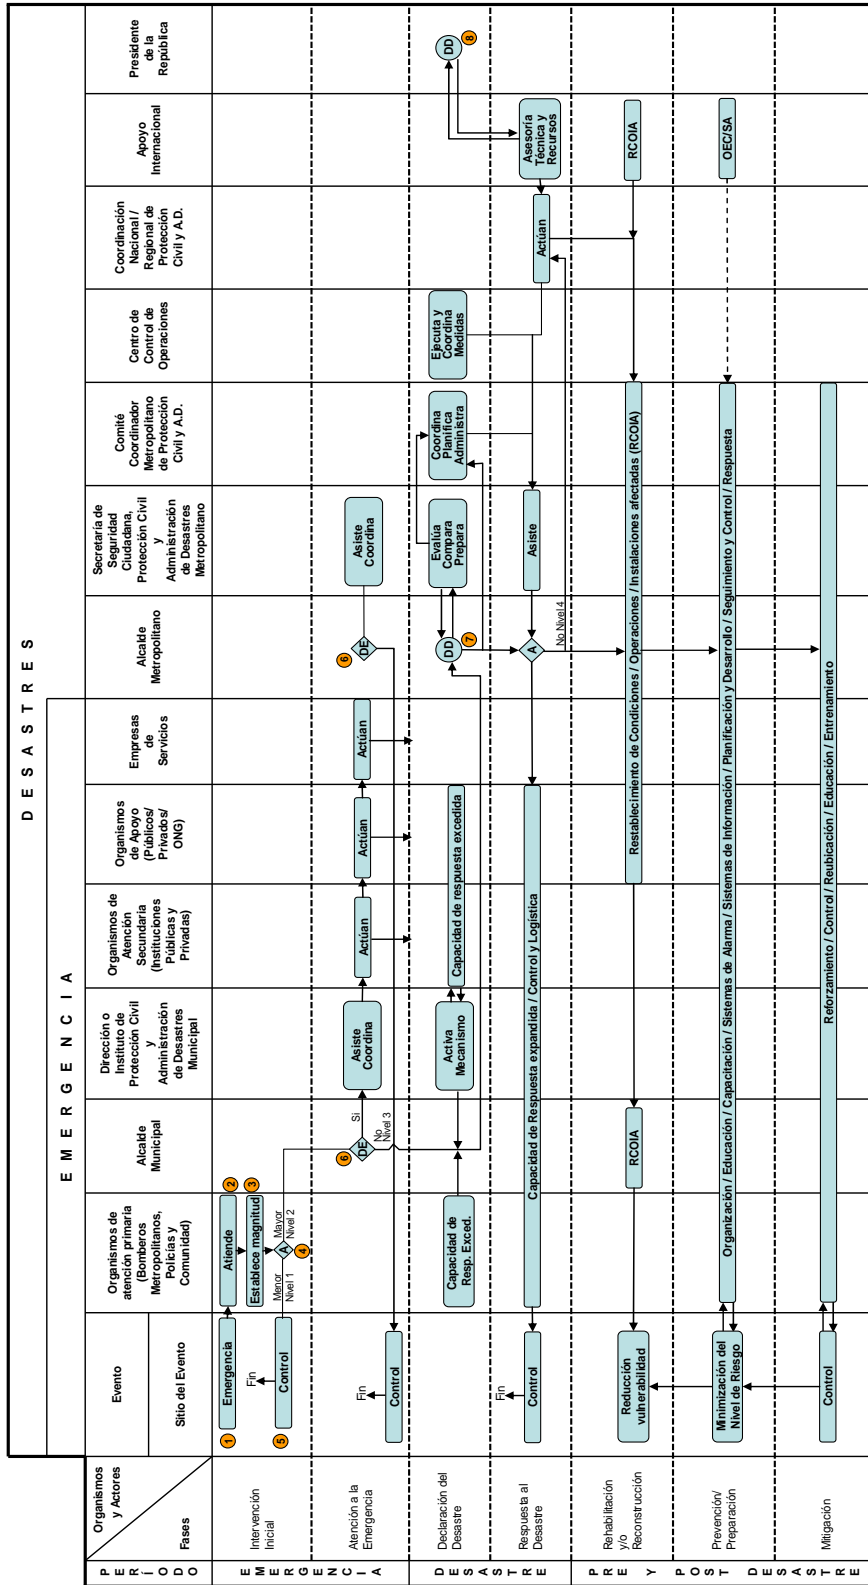 D E S A S T R E S
E M E R G E N C I A
P E R Í O D O
Organismos
y Actores
Fases
Evento
Sitio del Evento
Organismos de
atención primaria
(Bomberos
Metropolitanos,
Policías y
Comunidad)
Alcalde
Municipal
Dirección o
Instituto de
Protección Civil
y
Administración
de Desastres
Municipal
Organismos de
Atención
Secundaria
(Instituciones
Públicas y
Privadas)
Organismos
de Apoyo
(Públicos/
Privados/
ONG)
Empresas
de
Servicios
Alcalde
Metropolitano
Secretaría de
Seguridad
Ciudadana,
Protección Civil
y
Administración
de Desastres
Metropolitano
Comité
Coordinador
Metropolitano
de Protección
Civil y A.D.
Centro de
Control de
Operaciones
Coordinación
Nacional /
Regional de
Protección
Civil y A.D.
Apoyo
Internacional
Presidente
de la
República
E M E R G E N C I A
Intervención
Inicial
1
Emergencia
Atiende
2
Establece magnitud
3
Fin
5
Control
Menor
Nivel 1
A
4
Mayor
Nivel 2
Atención a la
Emergencia
Fin
Control
6
DE
Si
No
Nivel 3
Asiste
Coordina
Actúan
Actúan
Actúan
6
DE
Asiste
Coordina
D E S A S T R E
Declaración del
Desastre
Capacidad de
Resp. Exced.
Activa
Mecanismo
Capacidad de respuesta excedida
DD
7
Evalúa
Compara
Prepara
Coordina
Planifica
Administra
Ejecuta y
Coordina
Medidas
DD
8
Respuesta al
Desastre
Fin
Control
Capacidad de Respuesta expandida / Control y Logística
A
No Nivel 4
Asiste
Actúan
Asesoría
Técnica y
Recursos
P R E Y
P O S T D E S A S T R E
Rehabilitación
y/o
Reconstrucción
Reducción
vulnerabilidad
RCOIA
Restablecimiento de Condiciones / Operaciones / Instalaciones afectadas (RCOIA)
RCOIA
Prevención/
Preparación
Minimización del
Nivel de Riesgo
Organización / Educación / Capacitación / Sistemas de Alarma / Sistemas de Información / Planificación y Desarrollo / Seguimiento y Control / Respuesta
OEC/SA
Mitigación
Control
Reforzamiento / Control / Reubicación / Educación / Entrenamiento